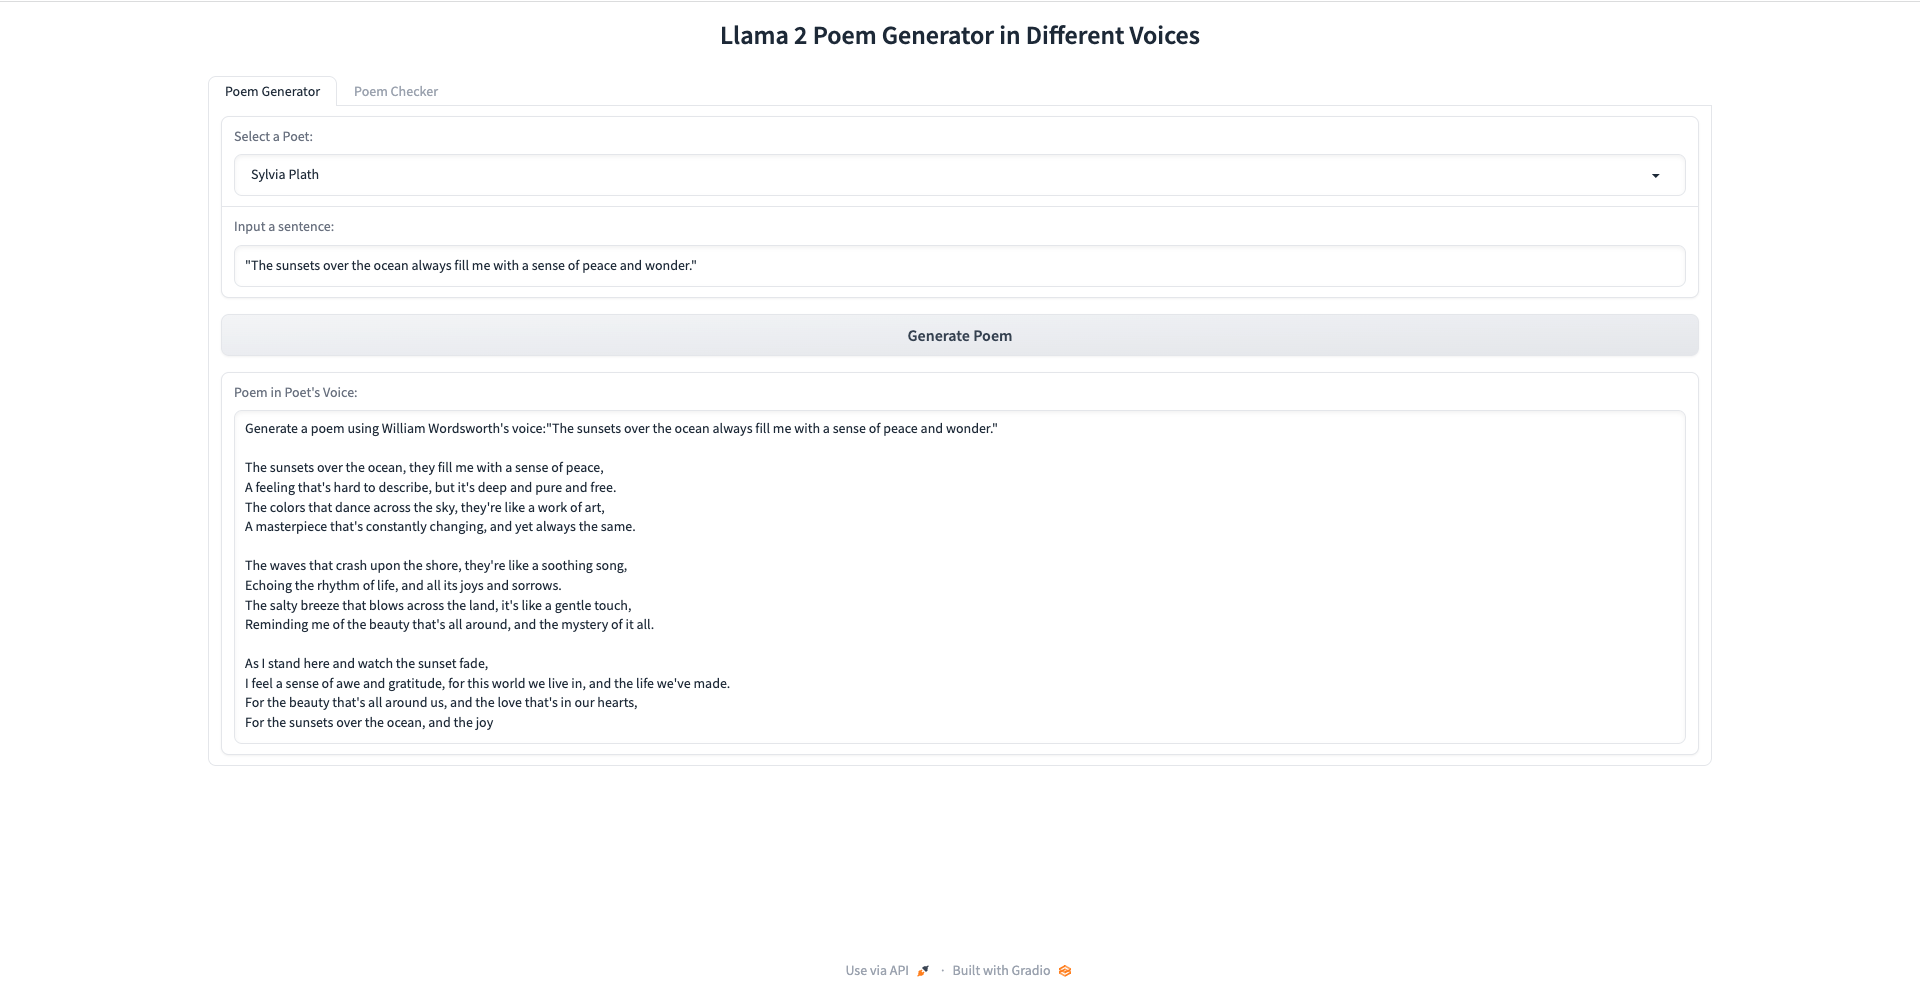 Llama 2 Poem Generator in Different Voices
Poem Generator
Poem Checker
Select a Poet:
Sylvia Plath
Input a sentence:
"The sunsets over the ocean always fill me with a sense of peace and wonder."
Generate Poem
Poem in Poet's Voice:
Generate a poem using William Wordsworth's voice:"The sunsets over the ocean always fill me with a sense of peace and wonder."
The sunsets over the ocean, they fill me with a sense of peace,
A feeling that's hard to describe, but it's deep and pure and free.
The colors that dance across the sky, they're like a work of art,
A masterpiece that's constantly changing, and yet always the same.
The waves that crash upon the shore, they're like a soothing song,
Echoing the rhythm of life, and all its joys and sorrows.
The salty breeze that blows across the land, it's like a gentle touch,
Reminding me of the beauty that's all around, and the mystery of it all.
As I stand here and watch the sunset fade,
I feel a sense of awe and gratitude, for this world we live in, and the life we've made.
For the beauty that's all around us, and the love that's in our hearts,
For the sunsets over the ocean, and the joy
Use via API · Built with Gradio